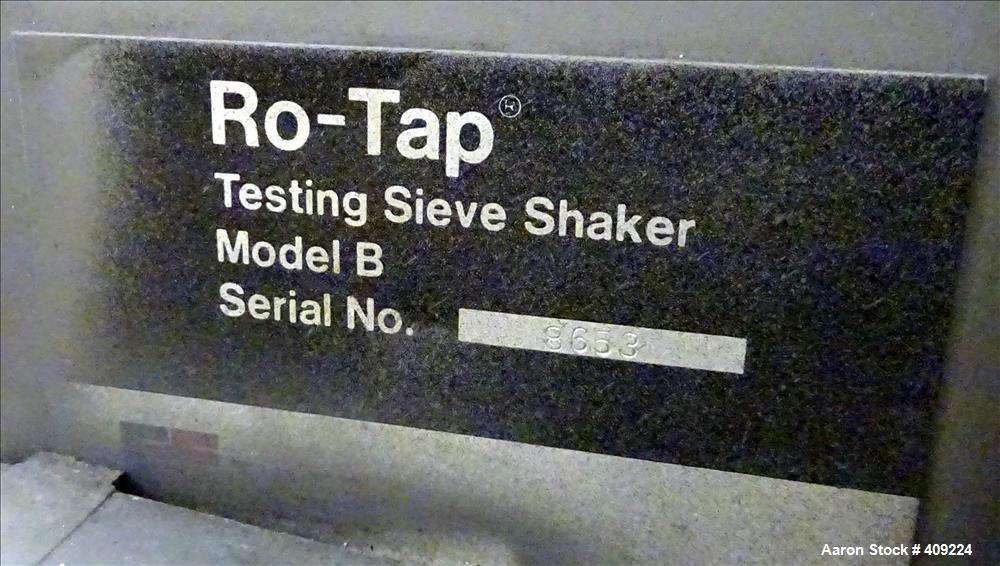 Ro-Tap®
Testing Sieve Shaker
Model B
Serial No. 8653
Aaron Stock # 409224